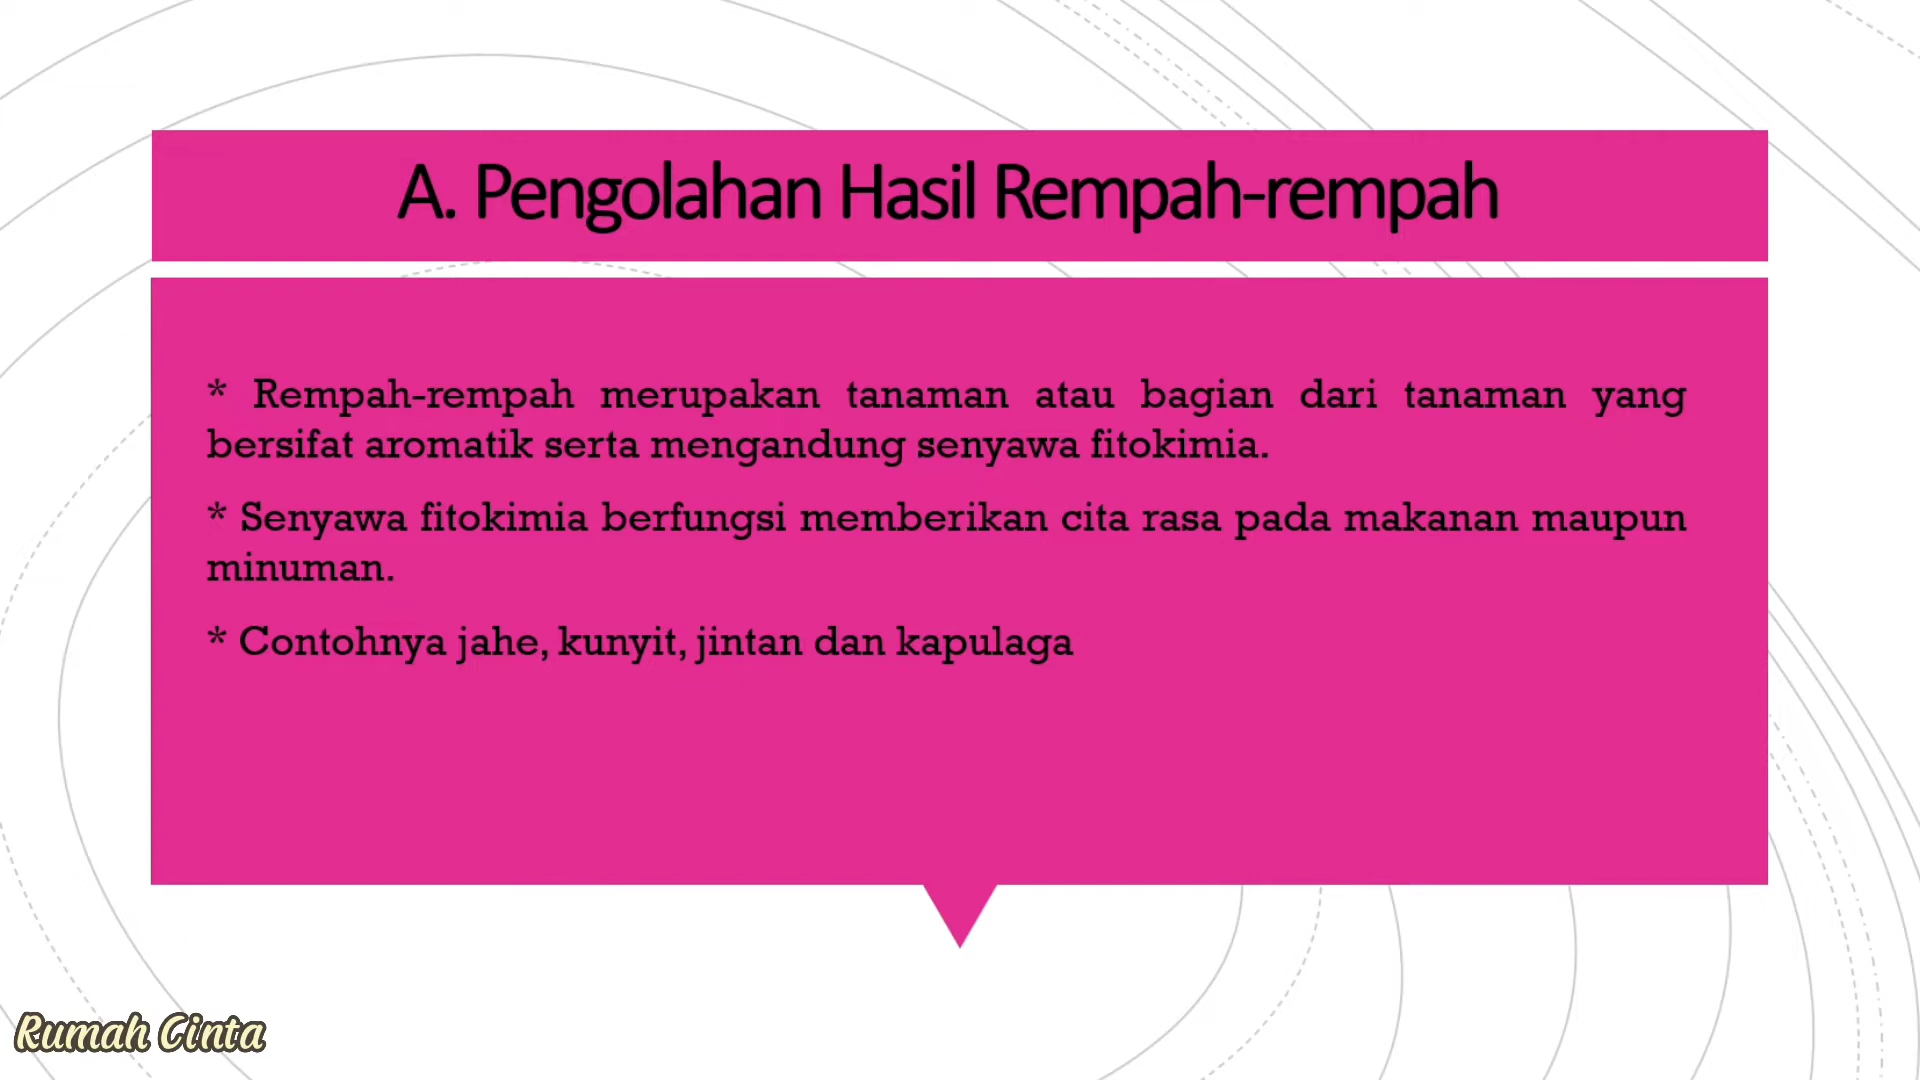 A. Pengolahan Hasil Rempah-rempah
* Rempah-rempah merupakan tanaman atau bagian dari tanaman yang
bersifat aromatik serta mengandung senyawa fitokimia.
* Senyawa fitokimia berfungsi memberikan cita rasa pada makanan maupun
minuman.
* Contohnya jahe, kunyit, jintan dan kapulaga
Rumah Cinta